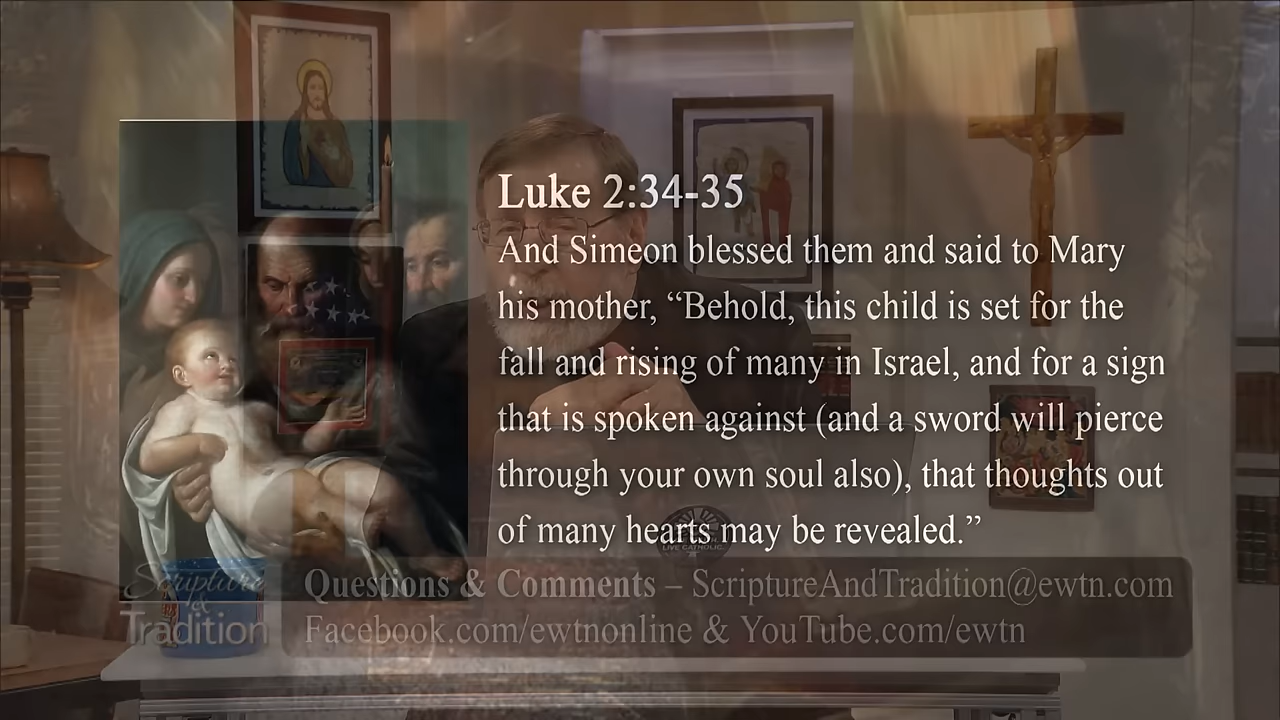 Luke 2:34-35
And Simeon blessed them and said to Mary
his mother, “Behold, this child is set for the
fall and rising of many in Israel, and for a sign
that is spoken against (and a sword will pierce
through your own soul also), that thoughts out
of many hearts may be revealed.”
LIVE CATHOLIC.
Scripture
&
Tradition
Questions & Comments – ScriptureAndTradition@ewtn.com
Facebook.com/ewtnonline & YouTube.com/ewtn